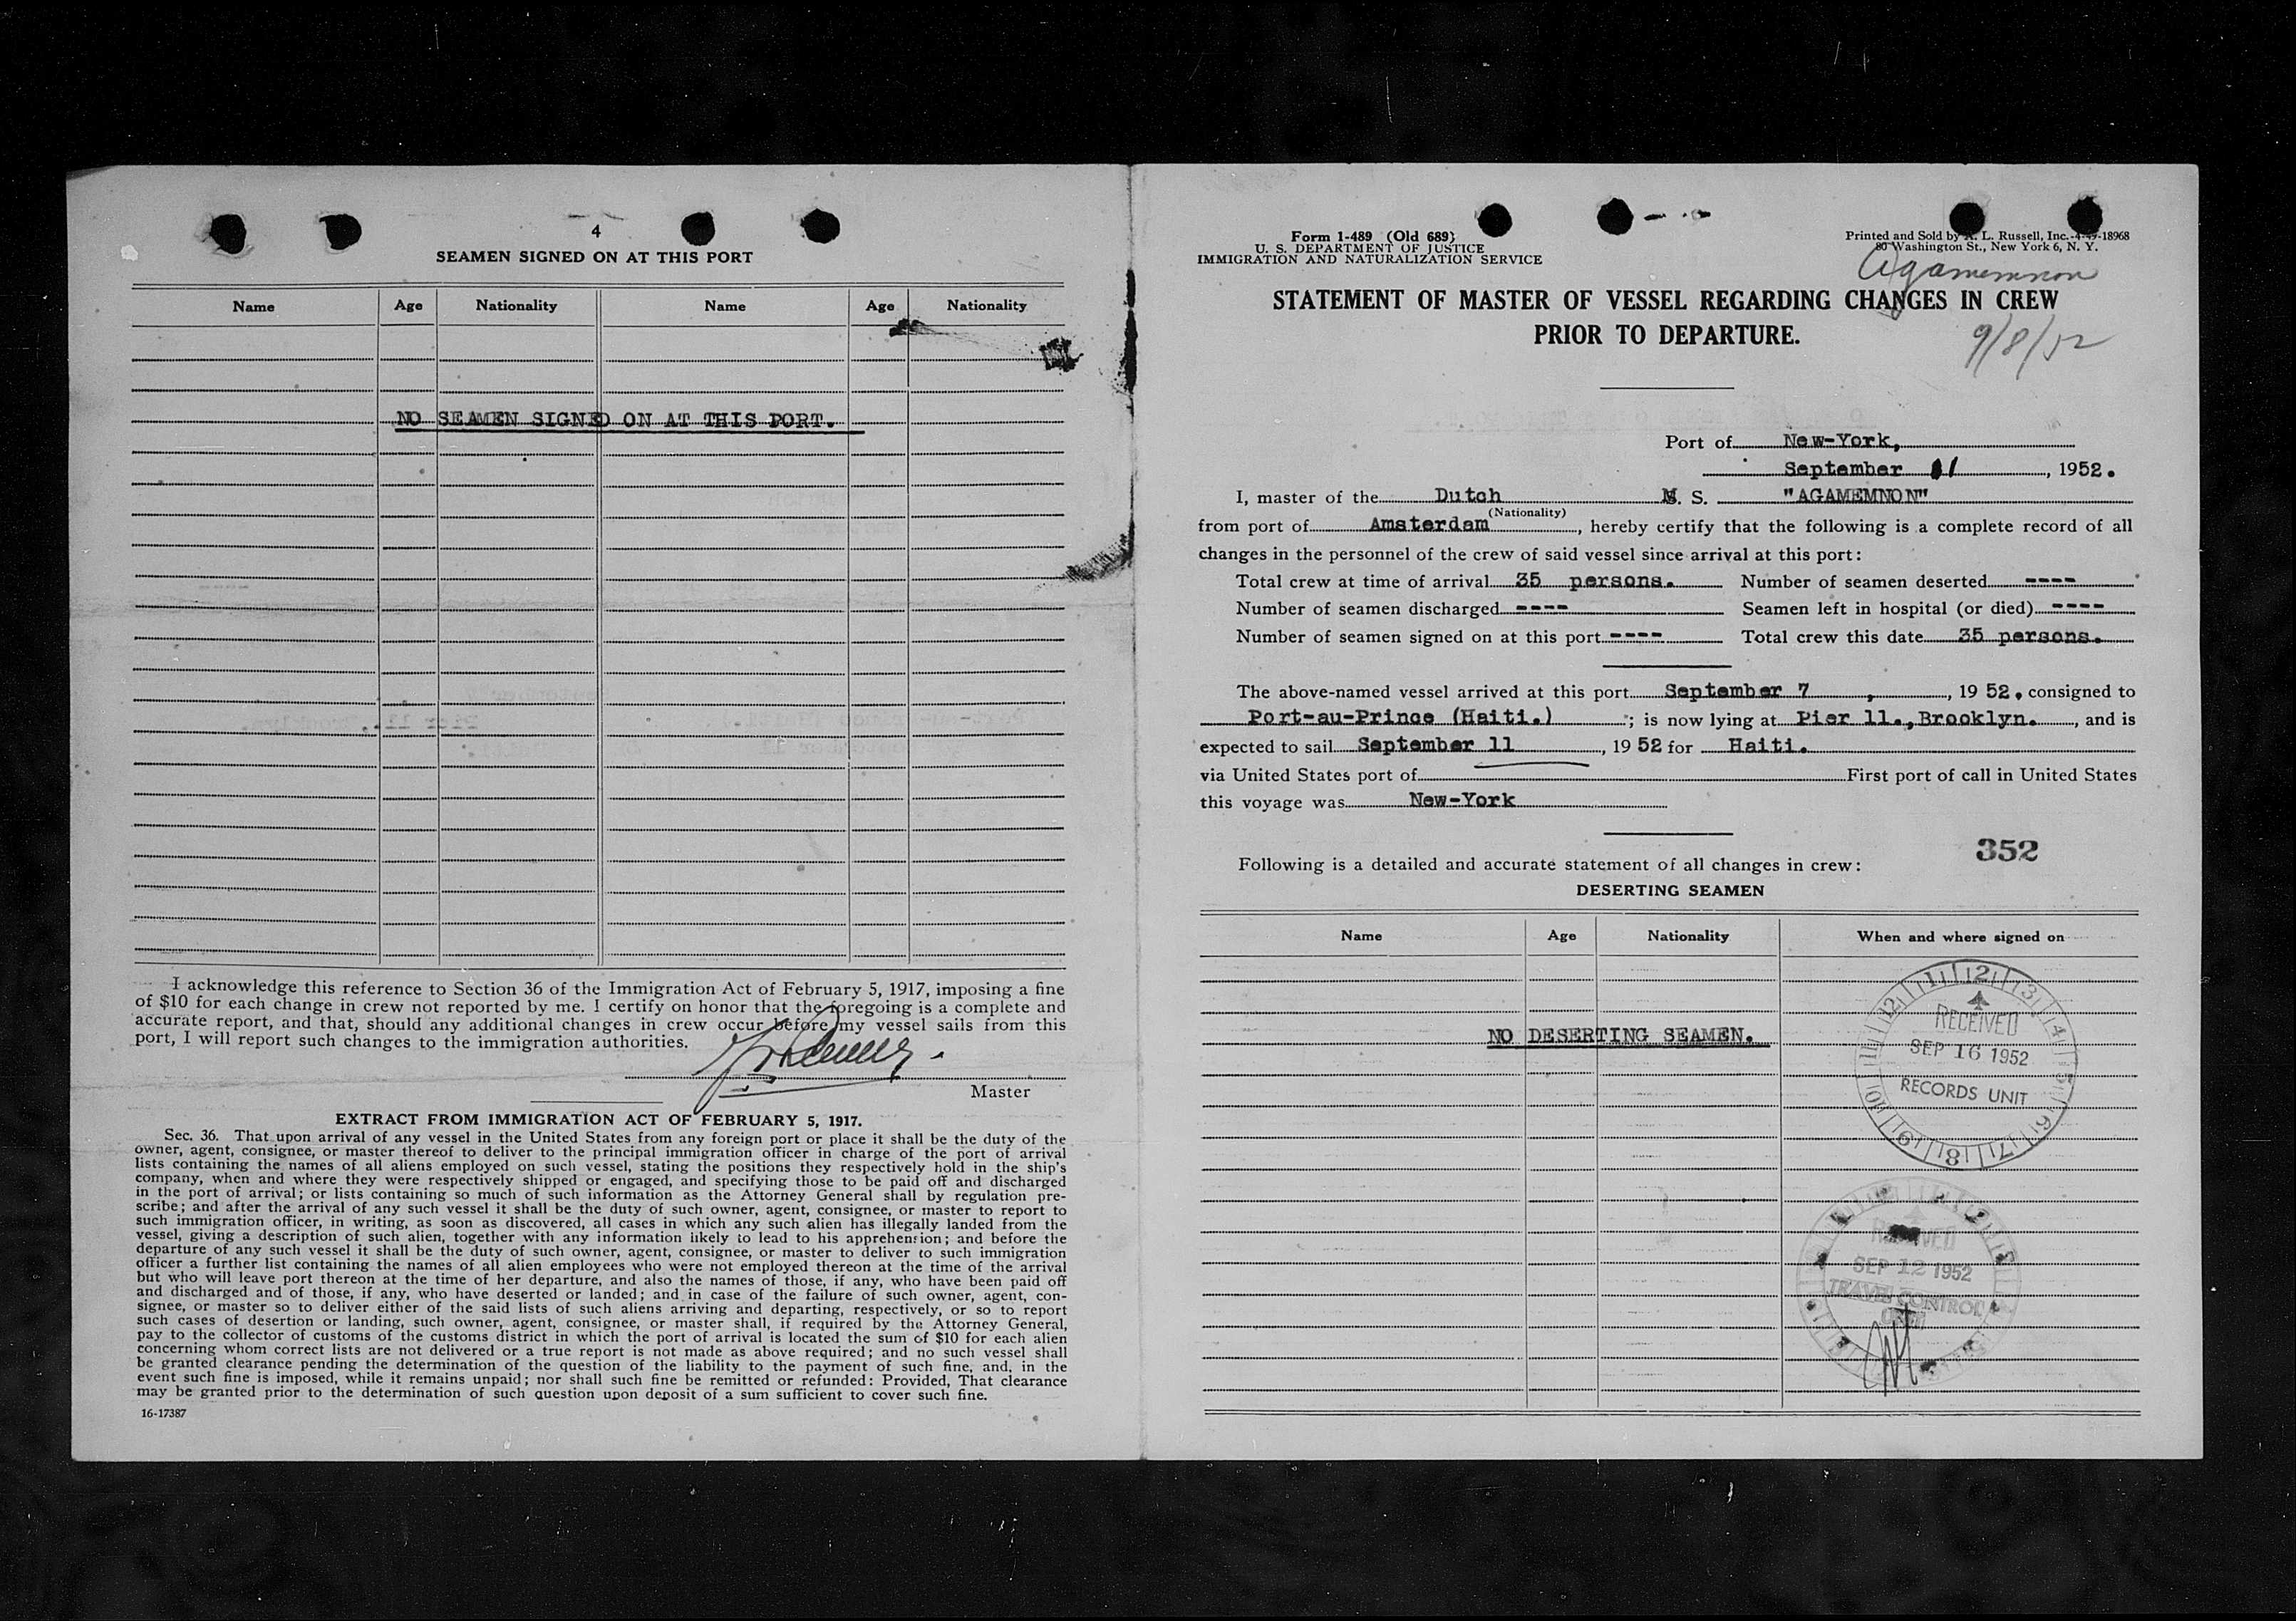 4
SEAMEN SIGNED ON AT THIS PORT
Name Age Nationality Name Age Nationality
NO SEAMEN SIGNED ON AT THIS PORT.
I acknowledge this reference to Section 36 of the Immigration Act of February 5, 1917, imposing a fine
of $10 for each change in crew not reported by me. I certify on honor that the foregoing is a complete and
accurate report, and that, should any additional changes in crew occur before my vessel sails from this
port, I will report such changes to the immigration authorities.
Master
EXTRACT FROM IMMIGRATION ACT OF FEBRUARY 5, 1917.
Sec. 36. That upon arrival of any vessel in the United States from any foreign port or place it shall be the duty of the
owner, agent, consignee, or master thereof to deliver to the principal immigration officer in charge of the port of arrival
lists containing the names of all aliens employed on such vessel, stating the positions they respectively hold in the ship's
company, when and where they were respectively shipped or engaged, and specifying those to be paid off and discharged
in the port of arrival; or lists containing so much of such information as the Attorney General shall by regulation pre-
scribe; and after the arrival of any such vessel it shall be the duty of such owner, agent, consignee, or master to report to
such immigration officer, in writing, as soon as discovered, all cases in which any such alien has illegally landed from the
vessel, giving a description of such alien, together with any information likely to lead to his apprehension; and before the
departure of any such vessel it shall be the duty of such owner, agent, consignee, or master to deliver to such immigration
officer a further list containing the names of all alien employees who were not employed thereon at the time of the arrival
but who will leave port thereon at the time of her departure, and also the names of those, if any, who have been paid off
and discharged and of those, if any, who have deserted or landed; and in case of the failure of such owner, agent, con-
signee, or master so to deliver either of the said lists of such aliens arriving and departing, respectively, or so to report
such cases of desertion or landing, such owner, agent, consignee, or master shall, if required by the Attorney General,
pay to the collector of customs of the customs district in which the port of arrival is located the sum of $10 for each alien
concerning whom correct lists are not delivered or a true report is not made as above required; and no such vessel shall
be granted clearance pending the determination of the question of the liability to the payment of such fine, and, in the
event such fine is imposed, while it remains unpaid; nor shall such fine be remitted or refunded: Provided, That clearance
may be granted prior to the determination of such question upon deposit of a sum sufficient to cover such fine.
16-17387
Form 1-489 (Old 689)
U. S. DEPARTMENT OF JUSTICE
IMMIGRATION AND NATURALIZATION SERVICE
Printed and Sold by L. Russell, Inc. -18968
80 Washington St., New York 6, N. Y.
Agamemnon
STATEMENT OF MASTER OF VESSEL REGARDING CHANGES IN CREW
PRIOR TO DEPARTURE.
9/8/52
Port of New-York,
September 11, 1952.
I, master of the Dutch M. S. "AGAMEMNON"
(Nationality)
from port of Amsterdam, hereby certify that the following is a complete record of all
changes in the personnel of the crew of said vessel since arrival at this port:
Total crew at time of arrival 35 persons. Number of seamen deserted ----
Number of seamen discharged ---- Seamen left in hospital (or died) ----
Number of seamen signed on at this port ---- Total crew this date 35 persons.
The above-named vessel arrived at this port September 7, 1952, consigned to
Port-au-Prince (Haiti.); is now lying at Pier 11., Brooklyn., and is
expected to sail September 11, 1952 for Haiti.
via United States port of First port of call in United States
this voyage was New-York
352
Following is a detailed and accurate statement of all changes in crew:
DESERTING SEAMEN
Name Age Nationality When and where signed on
NO DESERTING SEAMEN.
12 1 2 3 4 5 6 7 8 9 10 11
RECEIVED
SEP 16 1952
RECORDS UNIT
RECEIVED
SEP 12 1952
TRAVEL CONTROL